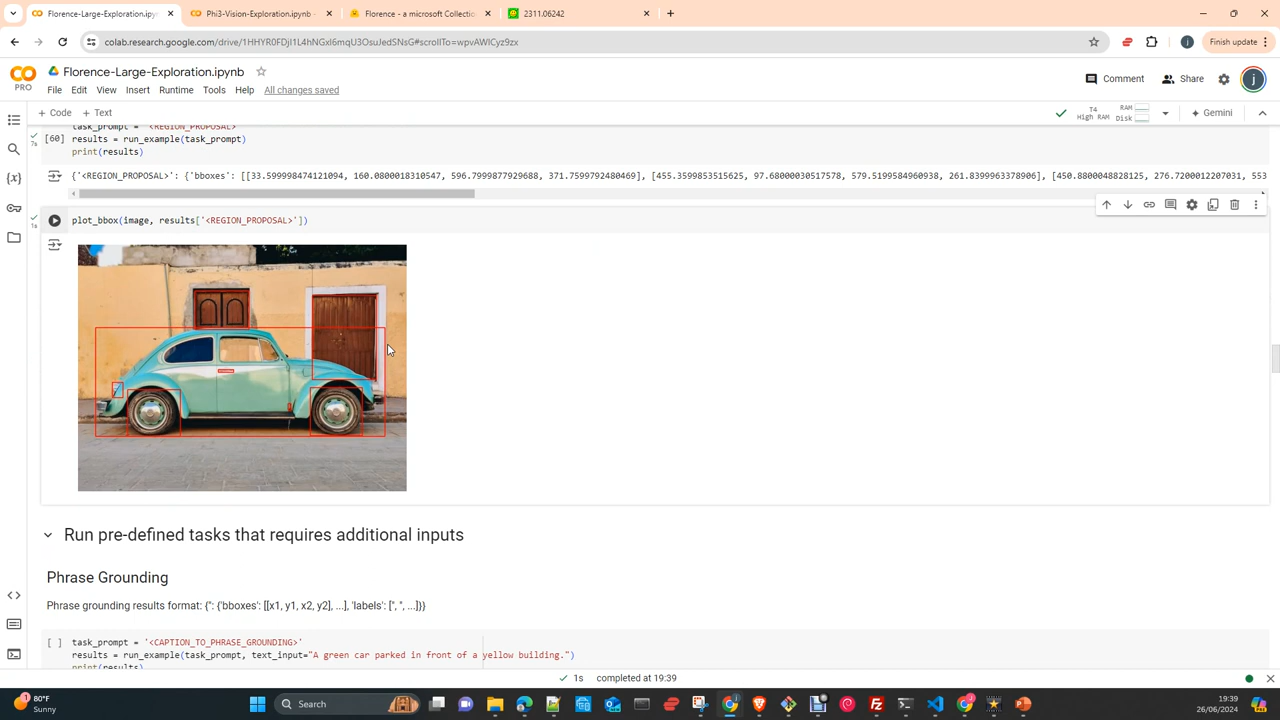 Florence-Large-Exploration.ipyn
Phi3-Vision-Exploration.ipynb -
Florence - a microsoft Collectio
2311.06242
colab.research.google.com/drive/1HHYR0FDjI1L4hNGxI6mqU3OsuJedSNsG#scrollTo=wpvAWICyz9zx
Finish update
j
PRO
Florence-Large-Exploration.ipynb
Comment
Share
j
File Edit View Insert Runtime Tools Help All changes saved
+ Code + Text
T4
High RAM
RAM
Disk
Gemini
task_prompt = '<REGION_PROPOSAL>'
[60] results = run_example(task_prompt)
7s
print(results)
{'<REGION_PROPOSAL>': {'bboxes': [[33.599998474121094, 160.0800018310547, 596.7999877929688, 371.7599792480469], [455.3599853515625, 97.68000030517578, 579.5199584960938, 261.8399963378906], [450.8800048828125, 276.7200012207031, 553
1s
plot_bbox(image, results['<REGION_PROPOSAL>'])
Run pre-defined tasks that requires additional inputs
Phrase Grounding
Phrase grounding results format: {'': {'bboxes': [[x1, y1, x2, y2], ...], 'labels': ['', '', ...]}}
[ ] task_prompt = '<CAPTION_TO_PHRASE_GROUNDING>'
results = run_example(task_prompt, text_input="A green car parked in front of a yellow building.")
print(results)
1s completed at 19:39
80°F
Sunny
Search
19:39
26/06/2024